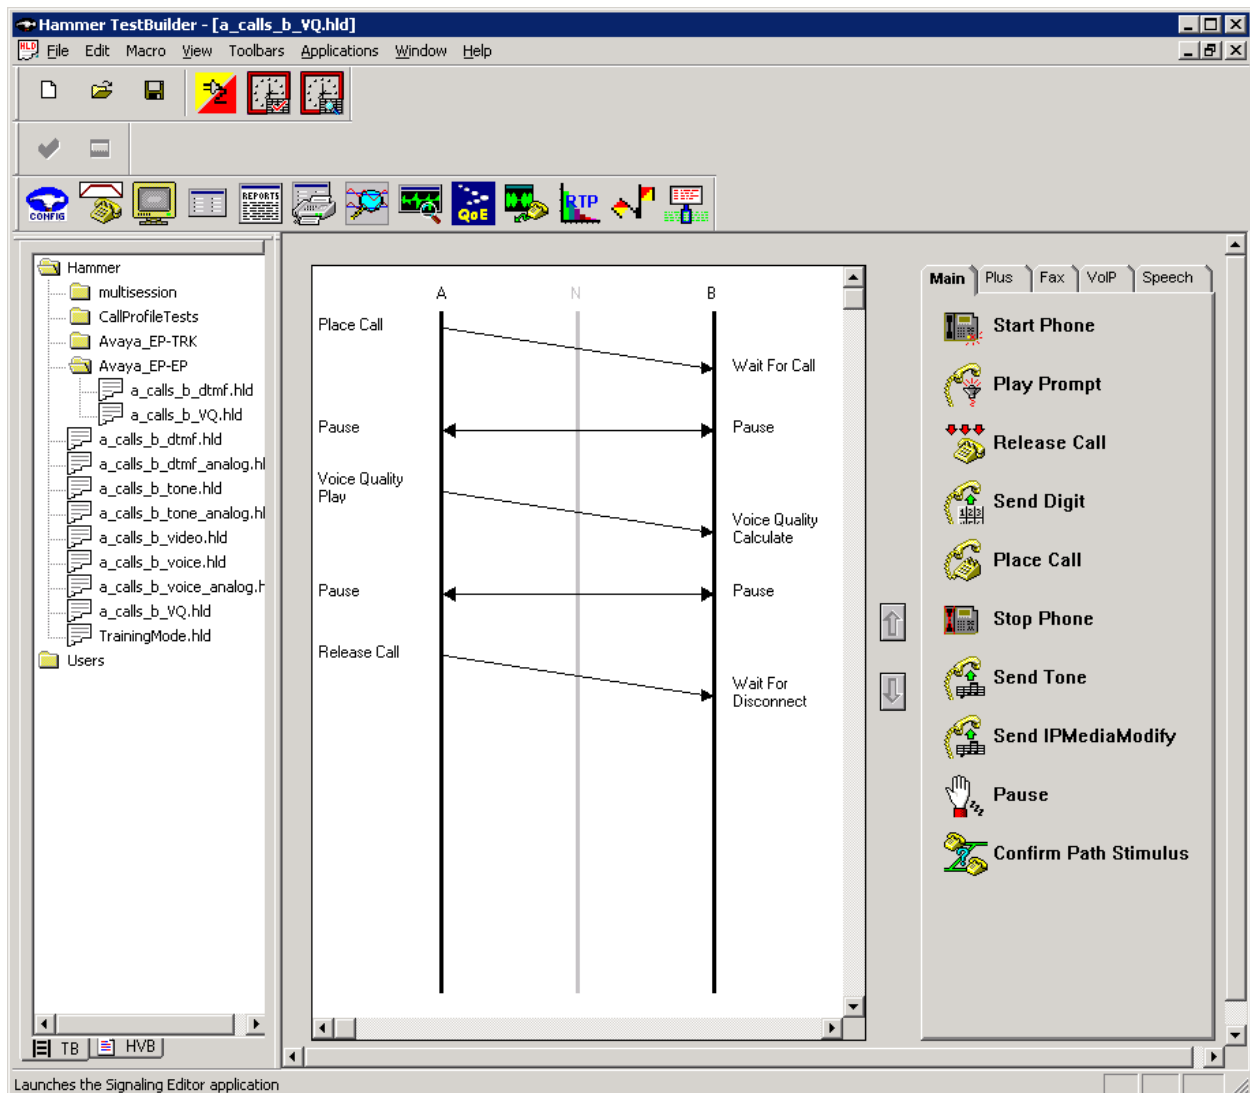 Hammer TestBuilder - [a_calls_b_VQ.hld]
HLD File Edit Macro View Toolbars Applications Window Help
2
CONFIG REPORTS QoE RTP
Hammer
multisession
CallProfileTests
Avaya_EP-TRK
Avaya_EP-EP
a_calls_b_dtmf.hld
a_calls_b_VQ.hld
a_calls_b_dtmf.hld
a_calls_b_dtmf_analog.hl
a_calls_b_tone.hld
a_calls_b_tone_analog.hl
a_calls_b_video.hld
a_calls_b_voice.hld
a_calls_b_voice_analog.h
a_calls_b_VQ.hld
TrainingMode.hld
Users
TB HVB
A N B
Place Call
Wait For Call
Pause Pause
Voice Quality
Play
Voice Quality
Calculate
Pause Pause
Release Call
Wait For
Disconnect
Main Plus Fax VoIP Speech
Start Phone
Play Prompt
Release Call
Send Digit
Place Call
Stop Phone
Send Tone
Send IPMediaModify
Pause
Confirm Path Stimulus
Launches the Signaling Editor application